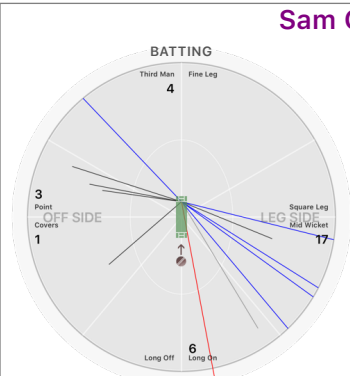 Sam
BATTING
Third Man Fine Leg
4
3
Point
Square Leg
OFF SIDE
LEG SIDE
Covers
Mid Wicket
1
17
6
Long Off Long On